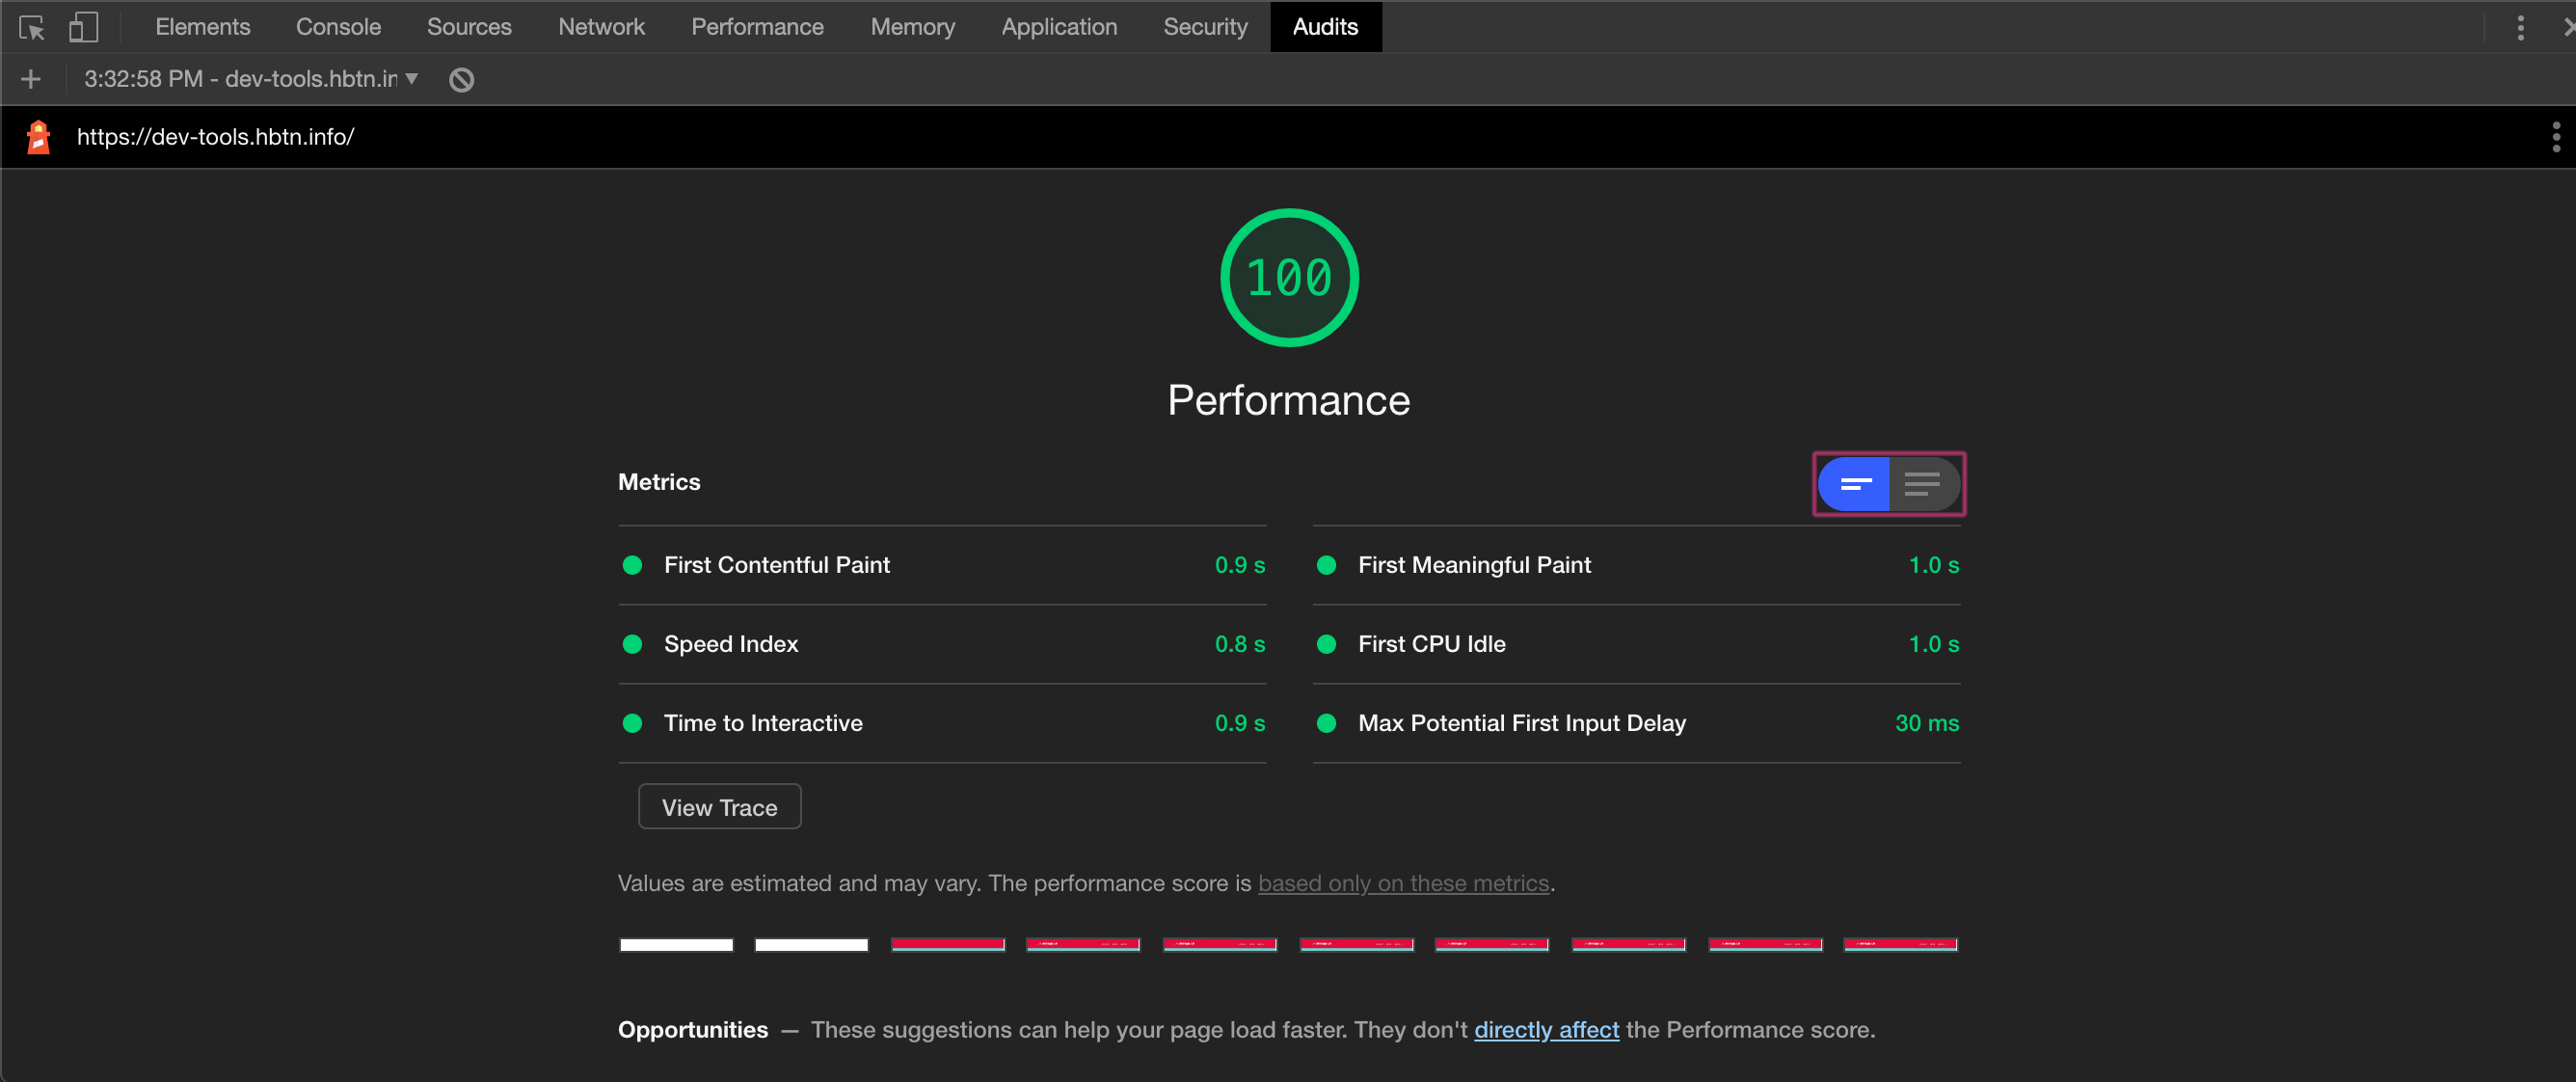 Elements Console Sources Network Performance Memory Application Security Audits
3:32:58 PM - dev-tools.hbtn.in
https://dev-tools.hbtn.info/
100
Performance
Metrics
First Contentful Paint 0.9 s
First Meaningful Paint 1.0 s
Speed Index 0.8 s
First CPU Idle 1.0 s
Time to Interactive 0.9 s
Max Potential First Input Delay 30 ms
View Trace
Values are estimated and may vary. The performance score is based only on these metrics.
Opportunities — These suggestions can help your page load faster. They don't directly affect the Performance score.